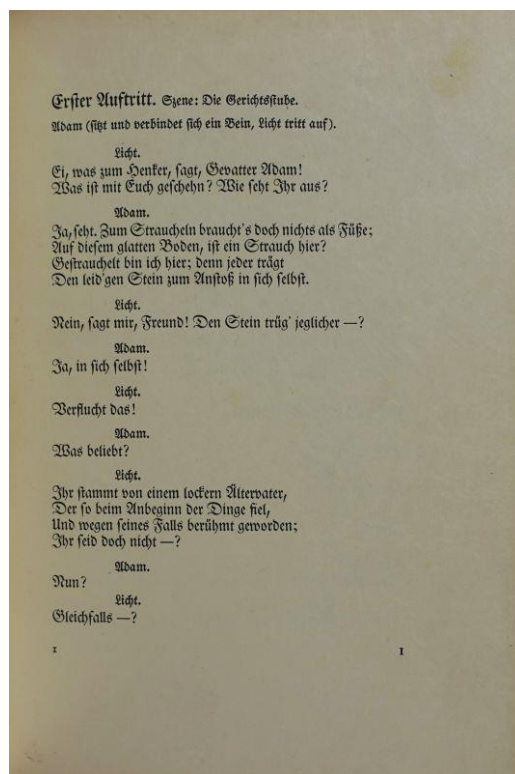 Erster Auftritt. Szene: Die Gerichtsstube.
Adam (sitzt und verbindet sich ein Bein, Licht tritt auf).
Licht.
Ei, was zum Henker, sagt, Gevatter Adam!
Was ist mit Euch geschehn? Wie seht Ihr aus?
Adam.
Ja, seht. Zum Straucheln braucht's doch nichts als Füße;
Auf diesem glatten Boden, ist ein Strauch hier?
Gestrauchelt bin ich hier; denn jeder trägt
Den leid'gen Stein zum Anstoß in sich selbst.
Licht.
Nein, sagt mir, Freund! Den Stein trüg' jeglicher —?
Adam.
Ja, in sich selbst!
Licht.
Verflucht das!
Adam.
Was beliebt?
Licht.
Ihr stammt von einem lockern Ältervater,
Der so beim Anbeginn der Dinge fiel,
Und wegen seines Falls berühmt geworden;
Ihr seid doch nicht —?
Adam.
Nun?
Licht.
Gleichfalls —?
1 1